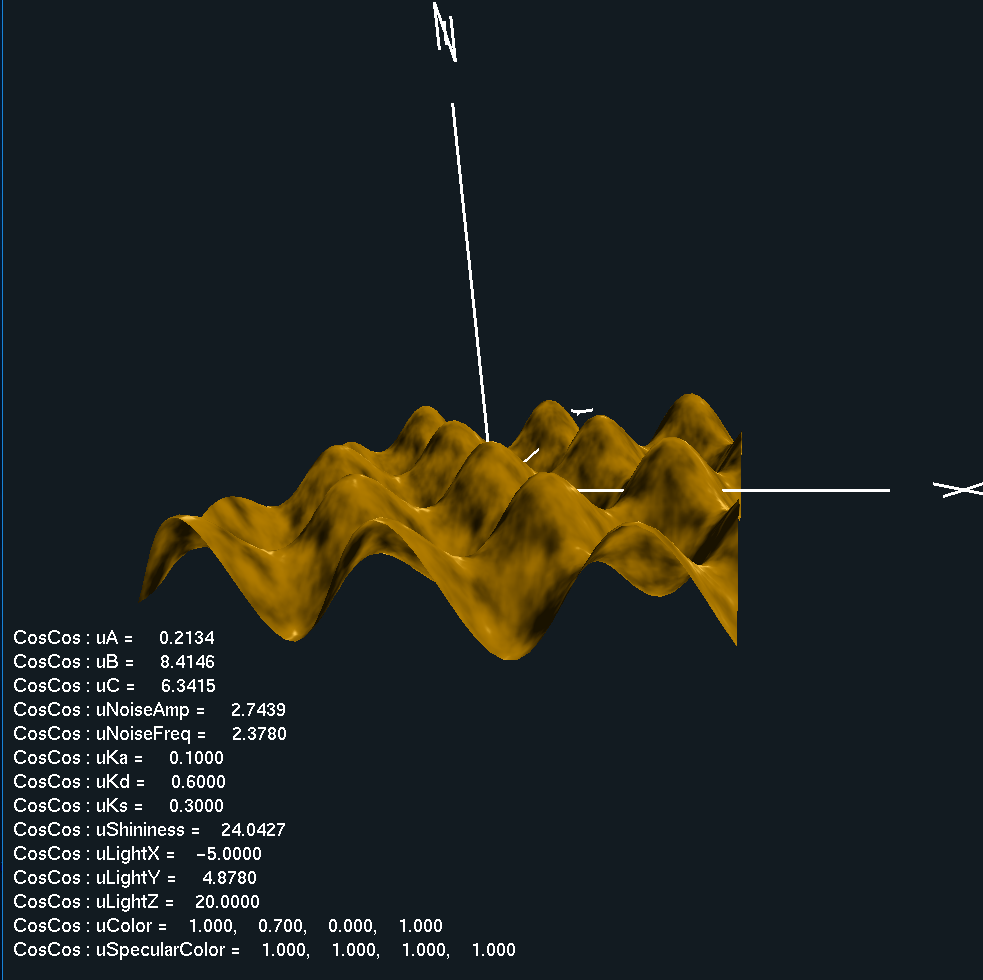 Z
Y
X
CosCos : uA = 0.2134
CosCos : uB = 8.4146
CosCos : uC = 6.3415
CosCos : uNoiseAmp = 2.7439
CosCos : uNoiseFreq = 2.3780
CosCos : uKa = 0.1000
CosCos : uKd = 0.6000
CosCos : uKs = 0.3000
CosCos : uShininess = 24.0427
CosCos : uLightX = −5.0000
CosCos : uLightY = 4.8780
CosCos : uLightZ = 20.0000
CosCos : uColor = 1.000, 0.700, 0.000, 1.000
CosCos : uSpecularColor = 1.000, 1.000, 1.000, 1.000